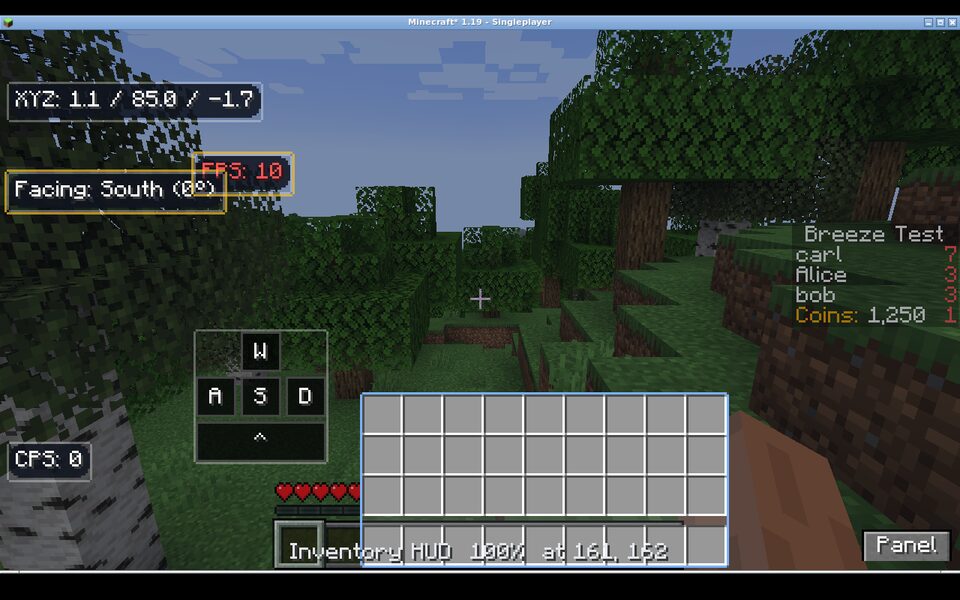 Minecraft* 1.19 - Singleplayer
XYZ: 1.1 / 85.0 / -1.7
FPS: 10
Facing: South (0°)
Breeze Test
carl 7
Alice 3
bob 3
Coins: 1,250 1
W
A S D
^
CPS: 0
Inventory HUD 100% at 161, 162
Panel